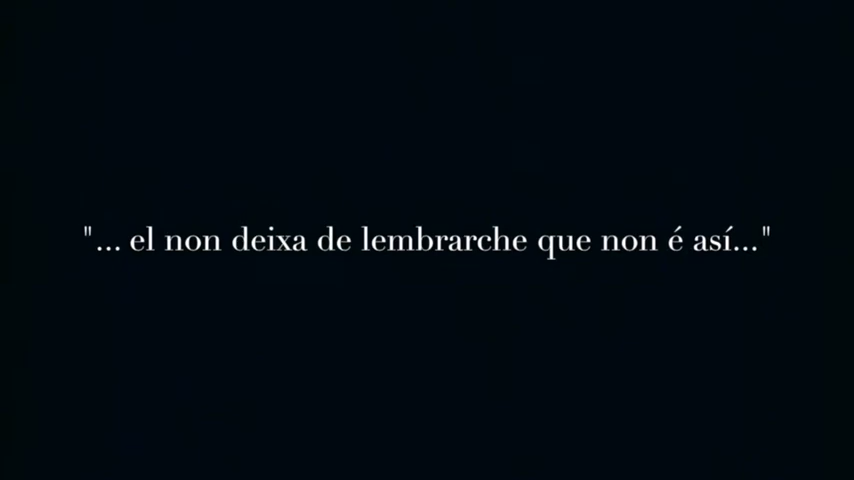 "... el non deixa de lembrarche que non é así..."